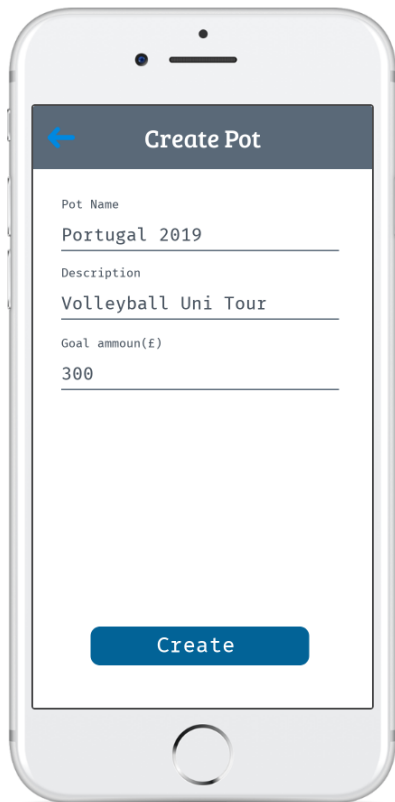 Create Pot
Pot Name
Portugal 2019
Description
Volleyball Uni Tour
Goal ammoun(£)
300
Create